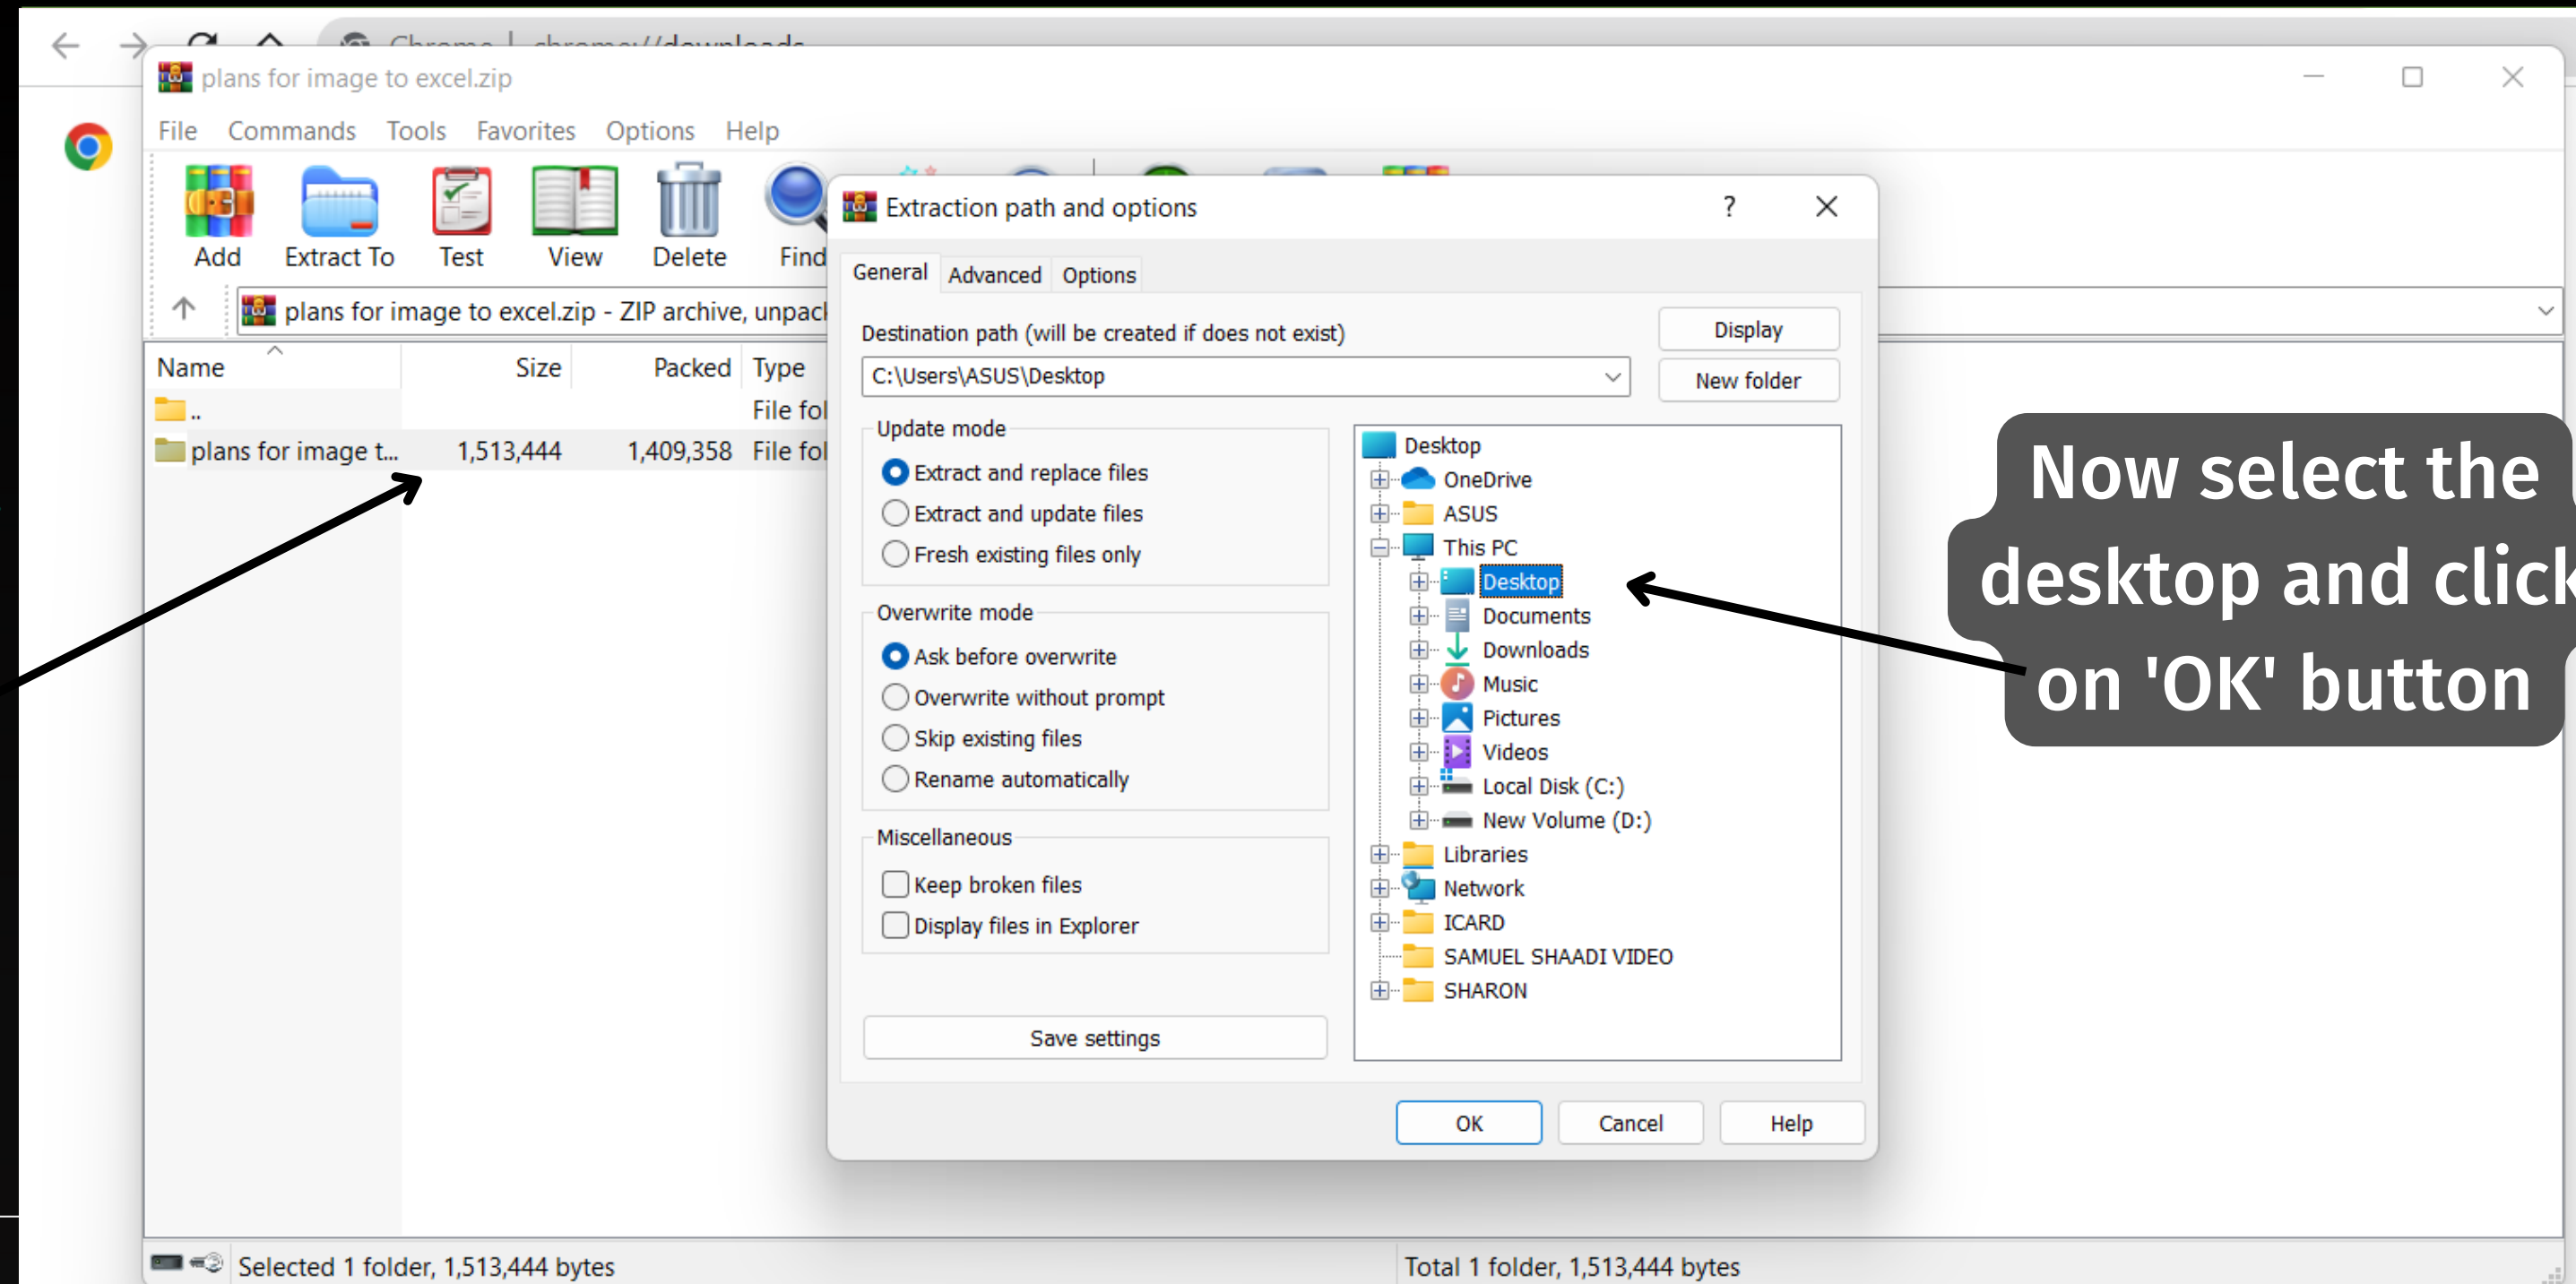 Chrome | chrome://downloads
plans for image to excel.zip
File Commands Tools Favorites Options Help
Add Extract To Test View Delete Find
plans for image to excel.zip - ZIP archive, unpac
Name Size Packed Type
.. File fol
plans for image t... 1,513,444 1,409,358 File fol
Extraction path and options ?
General Advanced Options
Destination path (will be created if does not exist)
Display
C:\Users\ASUS\Desktop
New folder
Update mode
Extract and replace files
Extract and update files
Fresh existing files only
Overwrite mode
Ask before overwrite
Overwrite without prompt
Skip existing files
Rename automatically
Miscellaneous
Keep broken files
Display files in Explorer
Save settings
Desktop
OneDrive
ASUS
This PC
Desktop
Documents
Downloads
Music
Pictures
Videos
Local Disk (C:)
New Volume (D:)
Libraries
Network
ICARD
SAMUEL SHAADI VIDEO
SHARON
OK Cancel Help
Now select the
desktop and click
on 'OK' button
Selected 1 folder, 1,513,444 bytes
Total 1 folder, 1,513,444 bytes